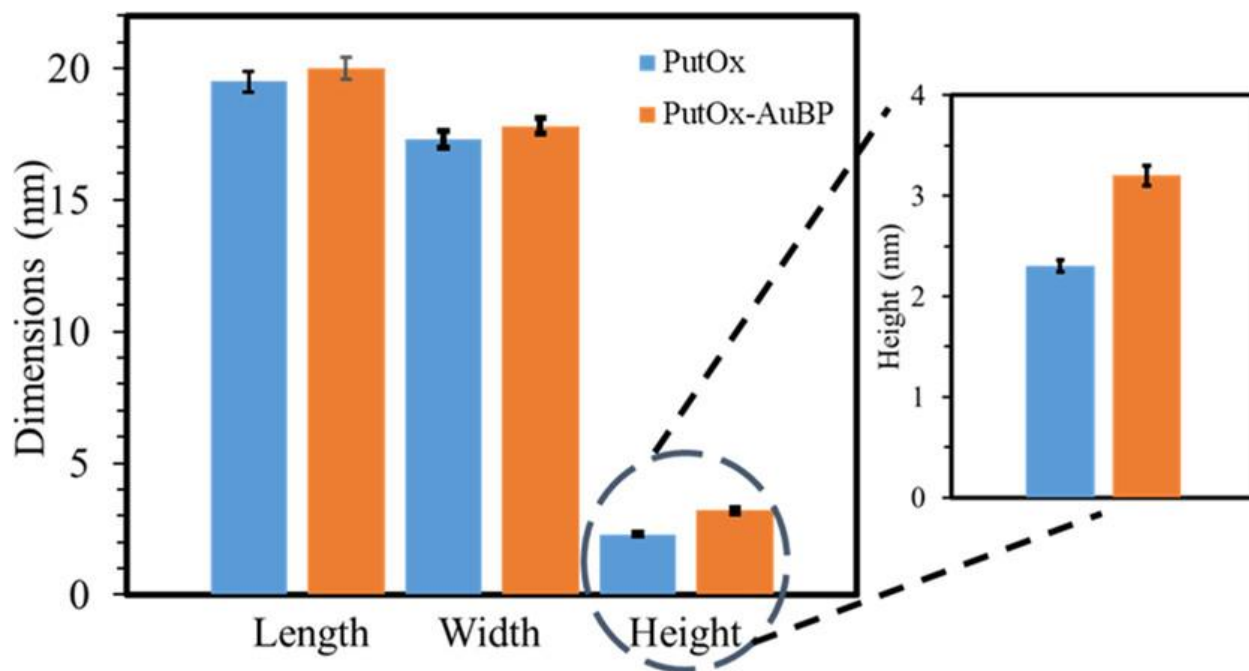 Dimensions (nm)
20
15
10
5
0
PutOx
PutOx-AuBP
Length Width Height
Height (nm)
4
3
2
1
0